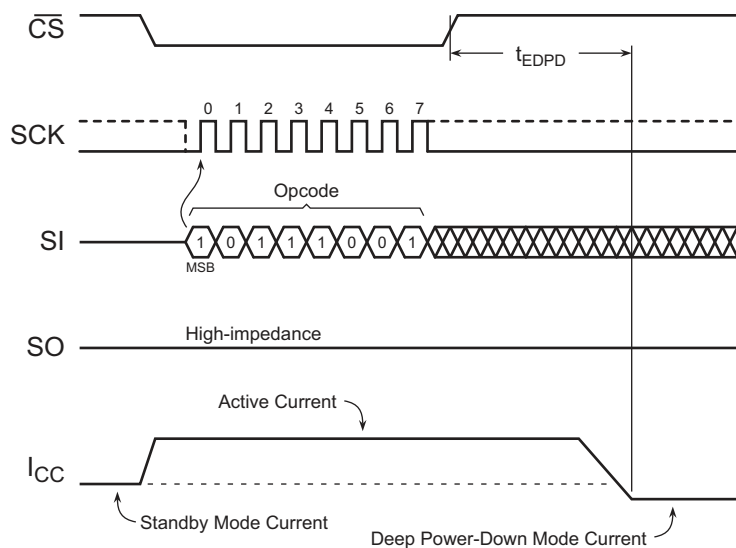 CS
tEDPD
0 1 2 3 4 5 6 7
SCK
Opcode
SI
1 0 1 1 1 0 0 1
MSB
High-impedance
SO
Active Current
ICC
Standby Mode Current
Deep Power-Down Mode Current